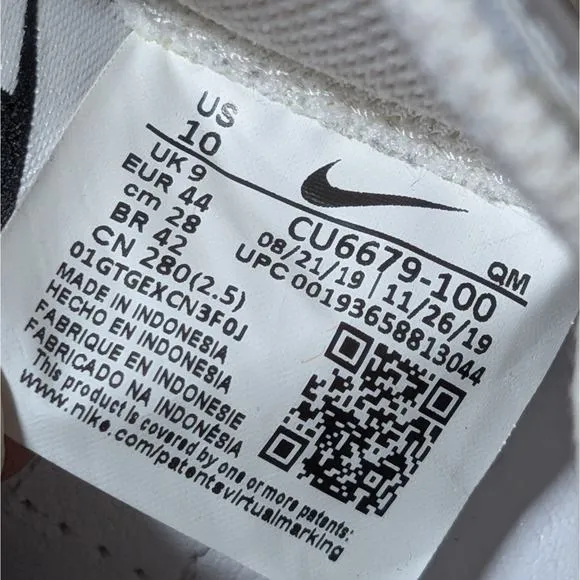 US
10
UK 9
EUR 44
cm 28
BR 42
CN 280(2.5)
01GTGEXCN3F0J
MADE IN INDONESIA
HECHO EN INDONESIA
FABRIQUE EN INDONESIE
FABRICADO NA INDONÉSIA
This product is covered by one or more patents:
www.nike.com/patentsvirtualmarking
CU6679-100
QM
08/21/19 | 11/26/19
UPC 00193658813044